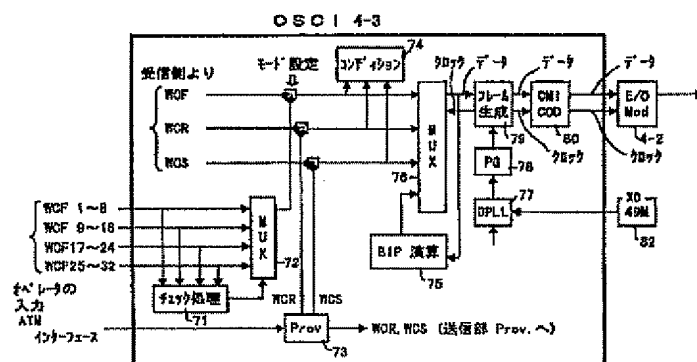 OSCI 4-3
74
受信側より
モード設定
コンディション
クロック
データ
データ
データ
WCF
WCR
WCS
MUX
76
フレーム
生成
79
CMI
COD
80
E/O
Mod
4-2
クロック
クロック
PG
78
77
DPLL
XO
49M
82
WCF 1~8
WCF 9~16
WCF17~24
WCF25~32
MUX
72
BIP 演算
75
オペレータの
入力
ATM
インターフェース
チェック処理
71
WCR
WCS
Prov
73
WCR,WCS (送信部 Prov.へ)